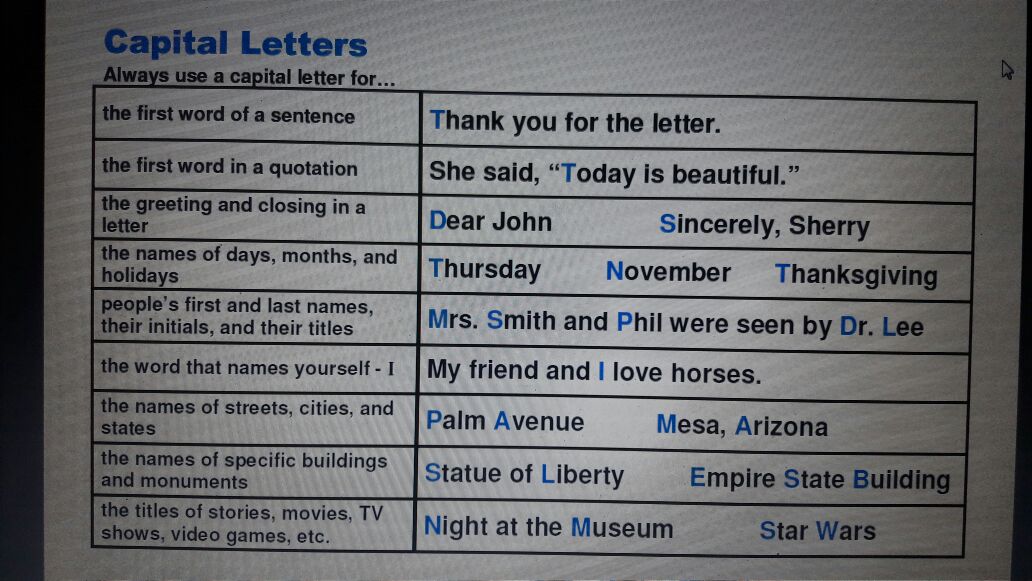 Capital Letters
Always use a capital letter for...
the first word of a sentence
Thank you for the letter.
the first word in a quotation
She said, “Today is beautiful.”
the greeting and closing in a
letter
Dear John Sincerely, Sherry
the names of days, months, and
holidays
Thursday November Thanksgiving
people's first and last names,
their initials, and their titles
Mrs. Smith and Phil were seen by Dr. Lee
the word that names yourself - I
My friend and I love horses.
the names of streets, cities, and
states
Palm Avenue Mesa, Arizona
the names of specific buildings
and monuments
Statue of Liberty Empire State Building
the titles of stories, movies, TV
shows, video games, etc.
Night at the Museum Star Wars